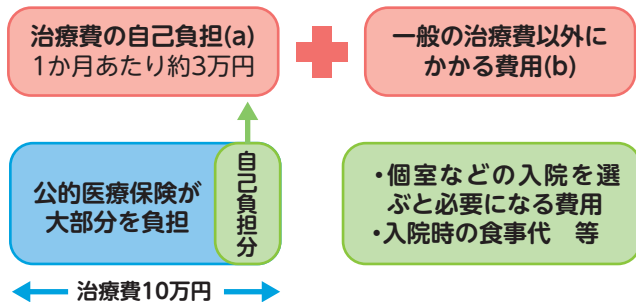 治療費の自己負担(a)
1か月あたり約3万円
一般の治療費以外に
かかる費用(b)
公的医療保険が
大部分を負担
自己負担分
・個室などの入院を選
ぶと必要になる費用
・入院時の食事代　等
治療費10万円